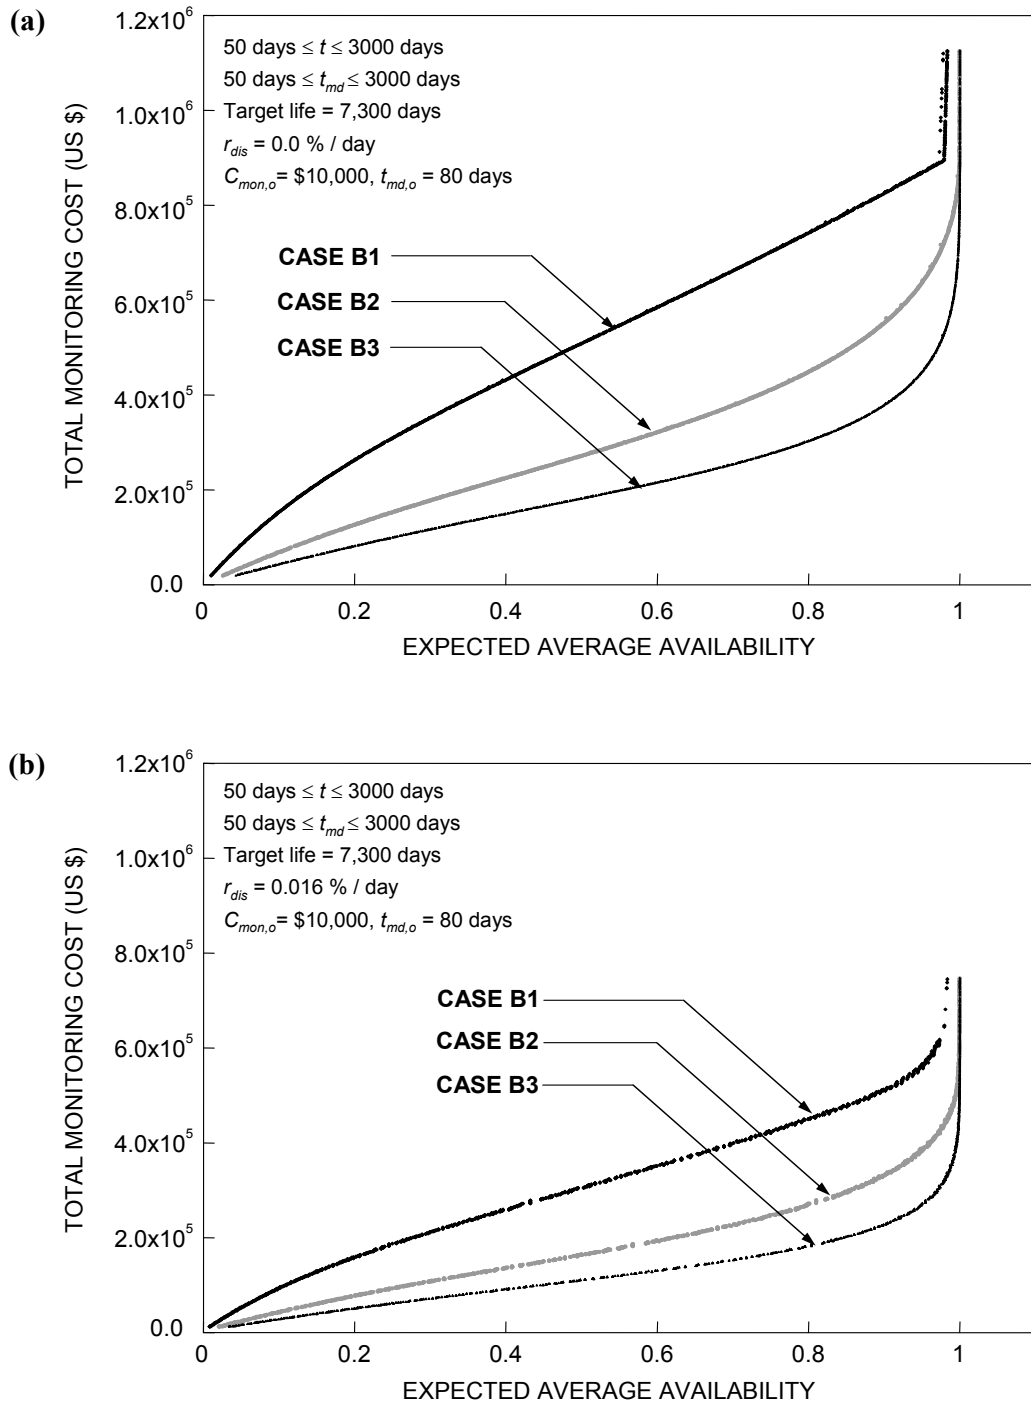 (a)
1.2x10^6
1.0x10^6
8.0x10^5
6.0x10^5
4.0x10^5
2.0x10^5
0.0
TOTAL MONITORING COST (US $)
50 days ≤ t ≤ 3000 days
50 days ≤ t_md ≤ 3000 days
Target life = 7,300 days
r_dis = 0.0 % / day
C_mon,o= $10,000, t_md,o = 80 days
CASE B1
CASE B2
CASE B3
0 0.2 0.4 0.6 0.8 1
EXPECTED AVERAGE AVAILABILITY
(b)
1.2x10^6
1.0x10^6
8.0x10^5
6.0x10^5
4.0x10^5
2.0x10^5
0.0
TOTAL MONITORING COST (US $)
50 days ≤ t ≤ 3000 days
50 days ≤ t_md ≤ 3000 days
Target life = 7,300 days
r_dis = 0.016 % / day
C_mon,o= $10,000, t_md,o = 80 days
CASE B1
CASE B2
CASE B3
0 0.2 0.4 0.6 0.8 1
EXPECTED AVERAGE AVAILABILITY